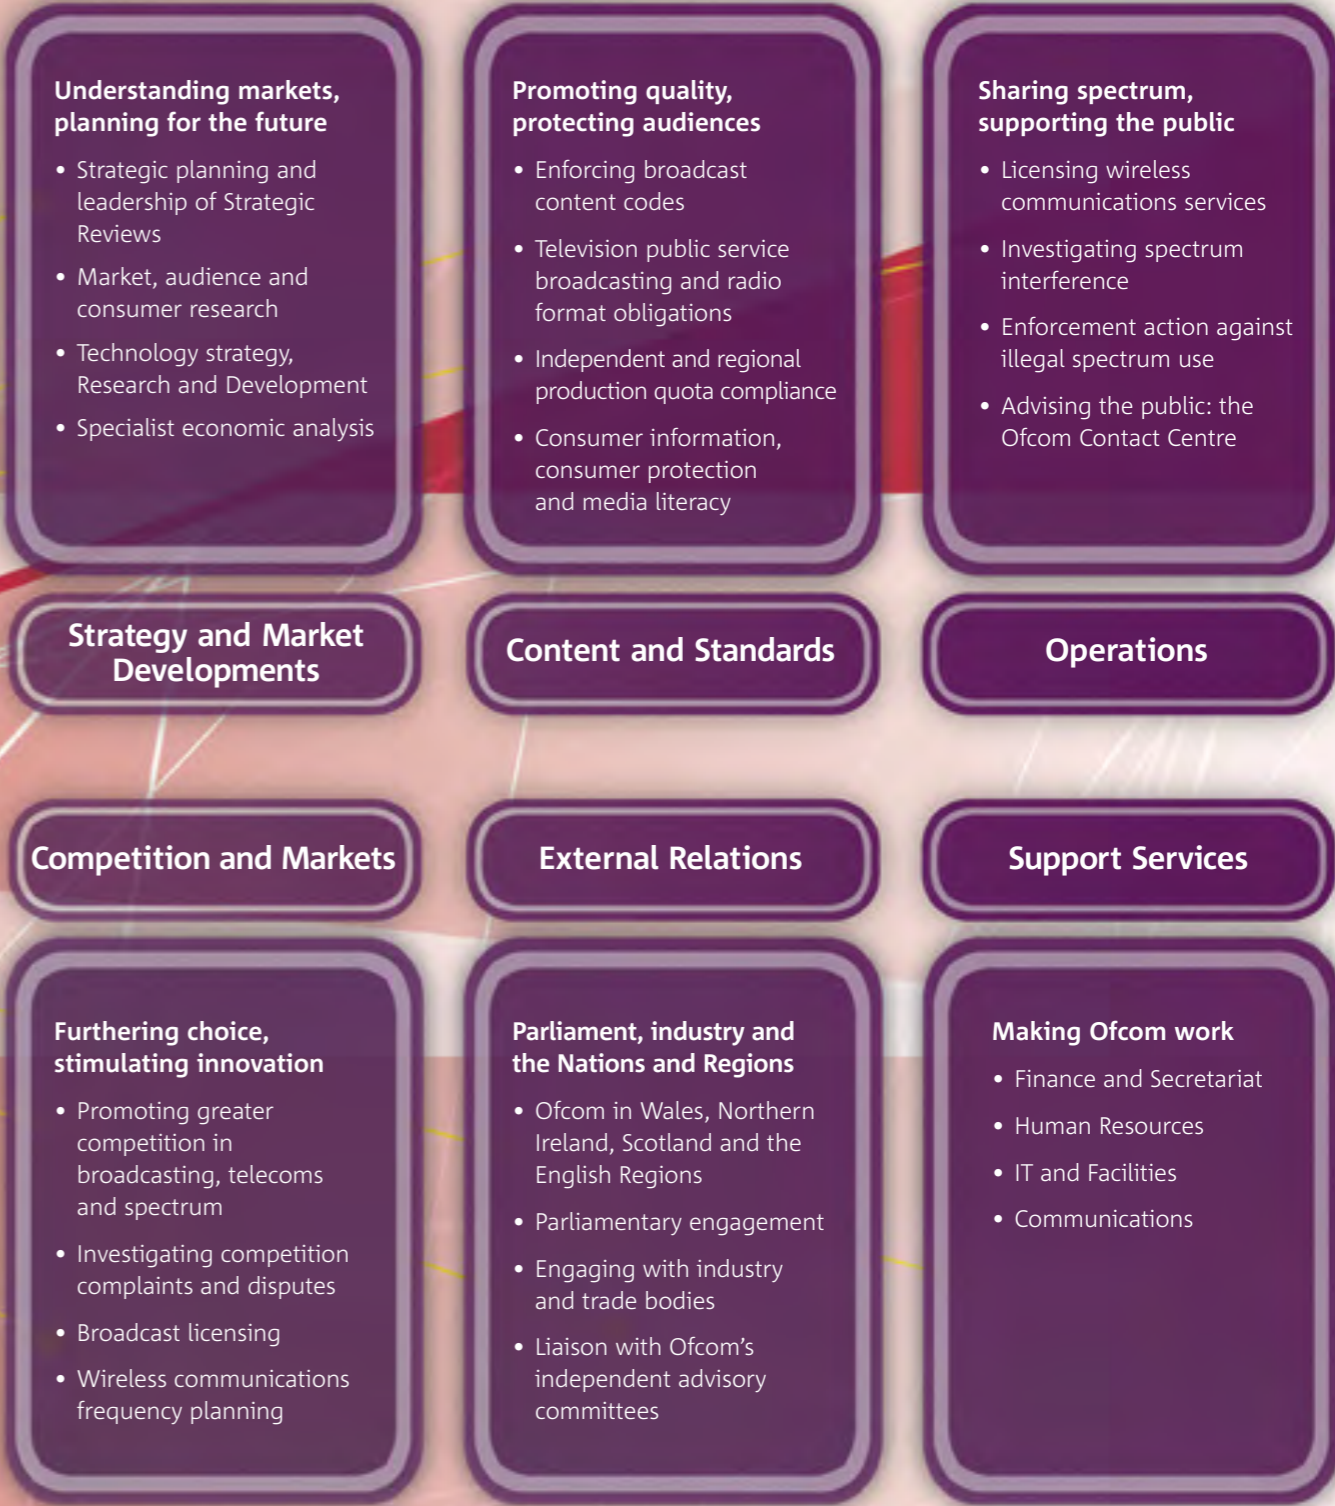 Understanding markets,
planning for the future
• Strategic planning and
leadership of Strategic
Reviews
• Market, audience and
consumer research
• Technology strategy,
Research and Development
• Specialist economic analysis
Strategy and Market
Developments
Promoting quality,
protecting audiences
• Enforcing broadcast
content codes
• Television public service
broadcasting and radio
format obligations
• Independent and regional
production quota compliance
• Consumer information,
consumer protection
and media literacy
Content and Standards
Sharing spectrum,
supporting the public
• Licensing wireless
communications services
• Investigating spectrum
interference
• Enforcement action against
illegal spectrum use
• Advising the public: the
Ofcom Contact Centre
Operations
Competition and Markets
Furthering choice,
stimulating innovation
• Promoting greater
competition in
broadcasting, telecoms
and spectrum
• Investigating competition
complaints and disputes
• Broadcast licensing
• Wireless communications
frequency planning
External Relations
Parliament, industry and
the Nations and Regions
• Ofcom in Wales, Northern
Ireland, Scotland and the
English Regions
• Parliamentary engagement
• Engaging with industry
and trade bodies
• Liaison with Ofcom’s
independent advisory
committees
Support Services
Making Ofcom work
• Finance and Secretariat
• Human Resources
• IT and Facilities
• Communications